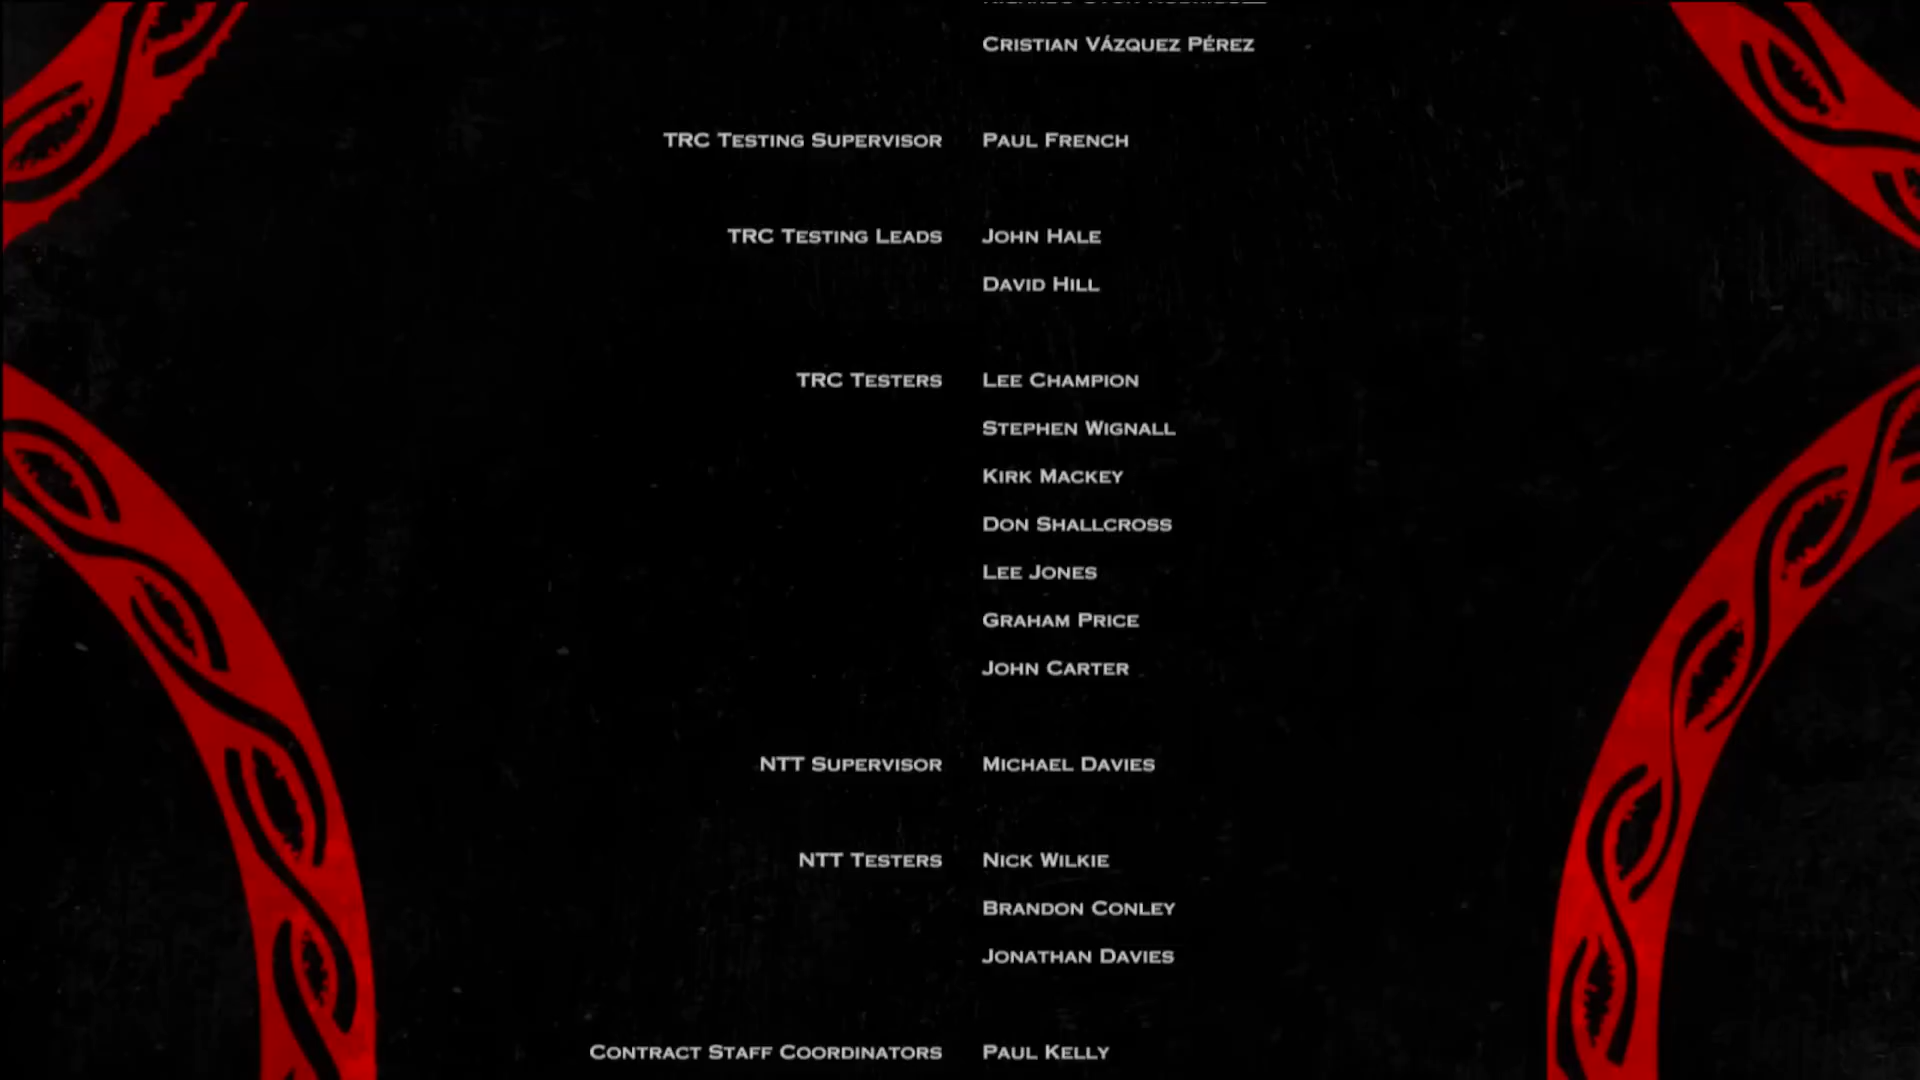 Cristian Vázquez Pérez
TRC Testing Supervisor Paul French
TRC Testing Leads John Hale
David Hill
TRC Testers Lee Champion
Stephen Wignall
Kirk Mackey
Don Shallcross
Lee Jones
Graham Price
John Carter
NTT Supervisor Michael Davies
NTT Testers Nick Wilkie
Brandon Conley
Jonathan Davies
Contract Staff Coordinators Paul Kelly